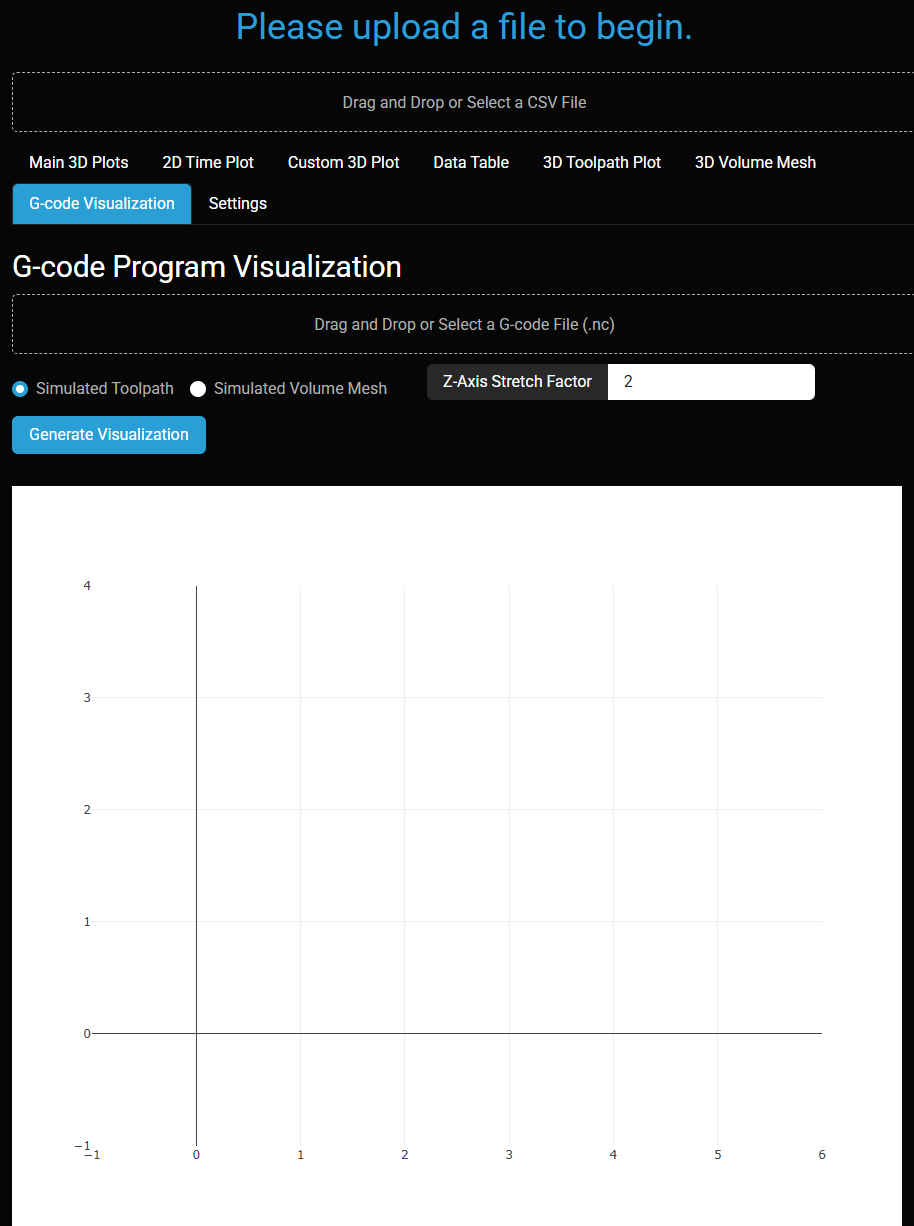 Please upload a file to begin.
Drag and Drop or Select a CSV File
Main 3D Plots 2D Time Plot Custom 3D Plot Data Table 3D Toolpath Plot 3D Volume Mesh
G-code Visualization Settings
G-code Program Visualization
Drag and Drop or Select a G-code File (.nc)
Simulated Toolpath Simulated Volume Mesh Z-Axis Stretch Factor 2
Generate Visualization
4
3
2
1
0
−1
−1 0 1 2 3 4 5 6